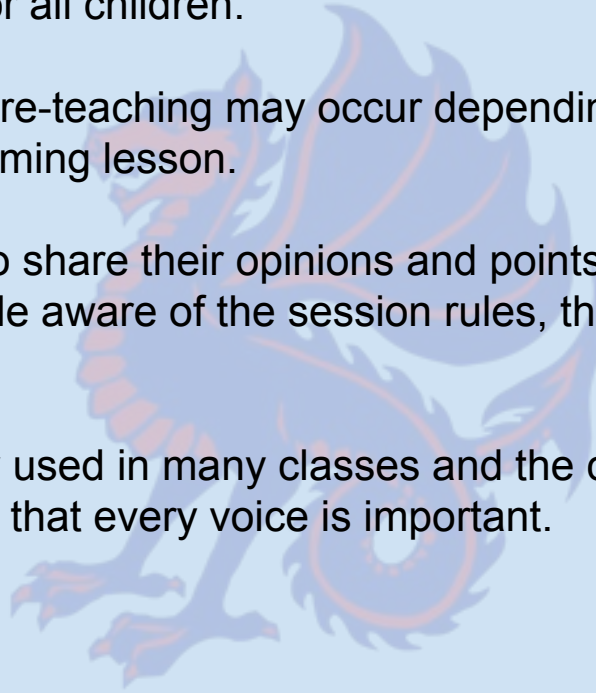 or all children.
re-teaching may occur dependin
ming lesson.
o share their opinions and points
le aware of the session rules, th
used in many classes and the
that every voice is important.